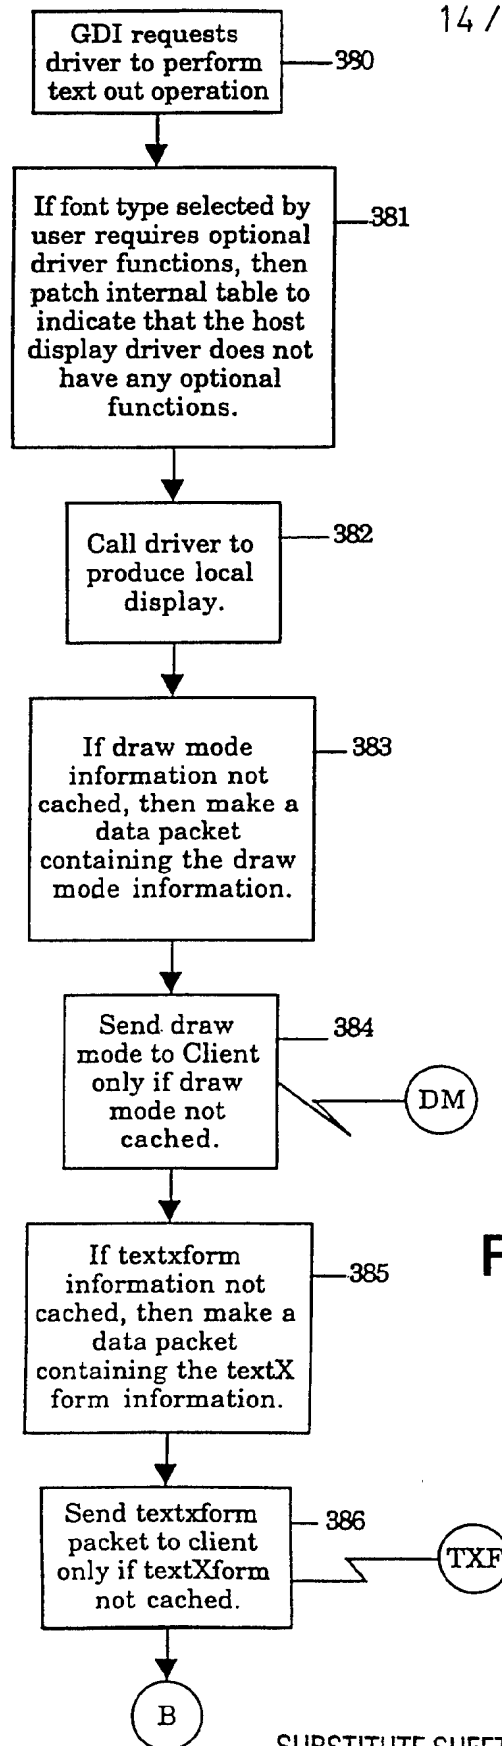 14 /
GDI requests
driver to perform
text out operation
380
If font type selected by
user requires optional
driver functions, then
patch internal table to
indicate that the host
display driver does not
have any optional
functions.
381
Call driver to
produce local
display.
382
If draw mode
information not
cached, then make a
data packet
containing the draw
mode information.
383
Send draw
mode to Client
only if draw
mode not
cached.
384
DM
If textxform
information not
cached, then make a
data packet
containing the textX
form information.
385
F
Send textxform
packet to client
only if textXform
not cached.
386
TXF
B
SUBSTITUTE SHEET